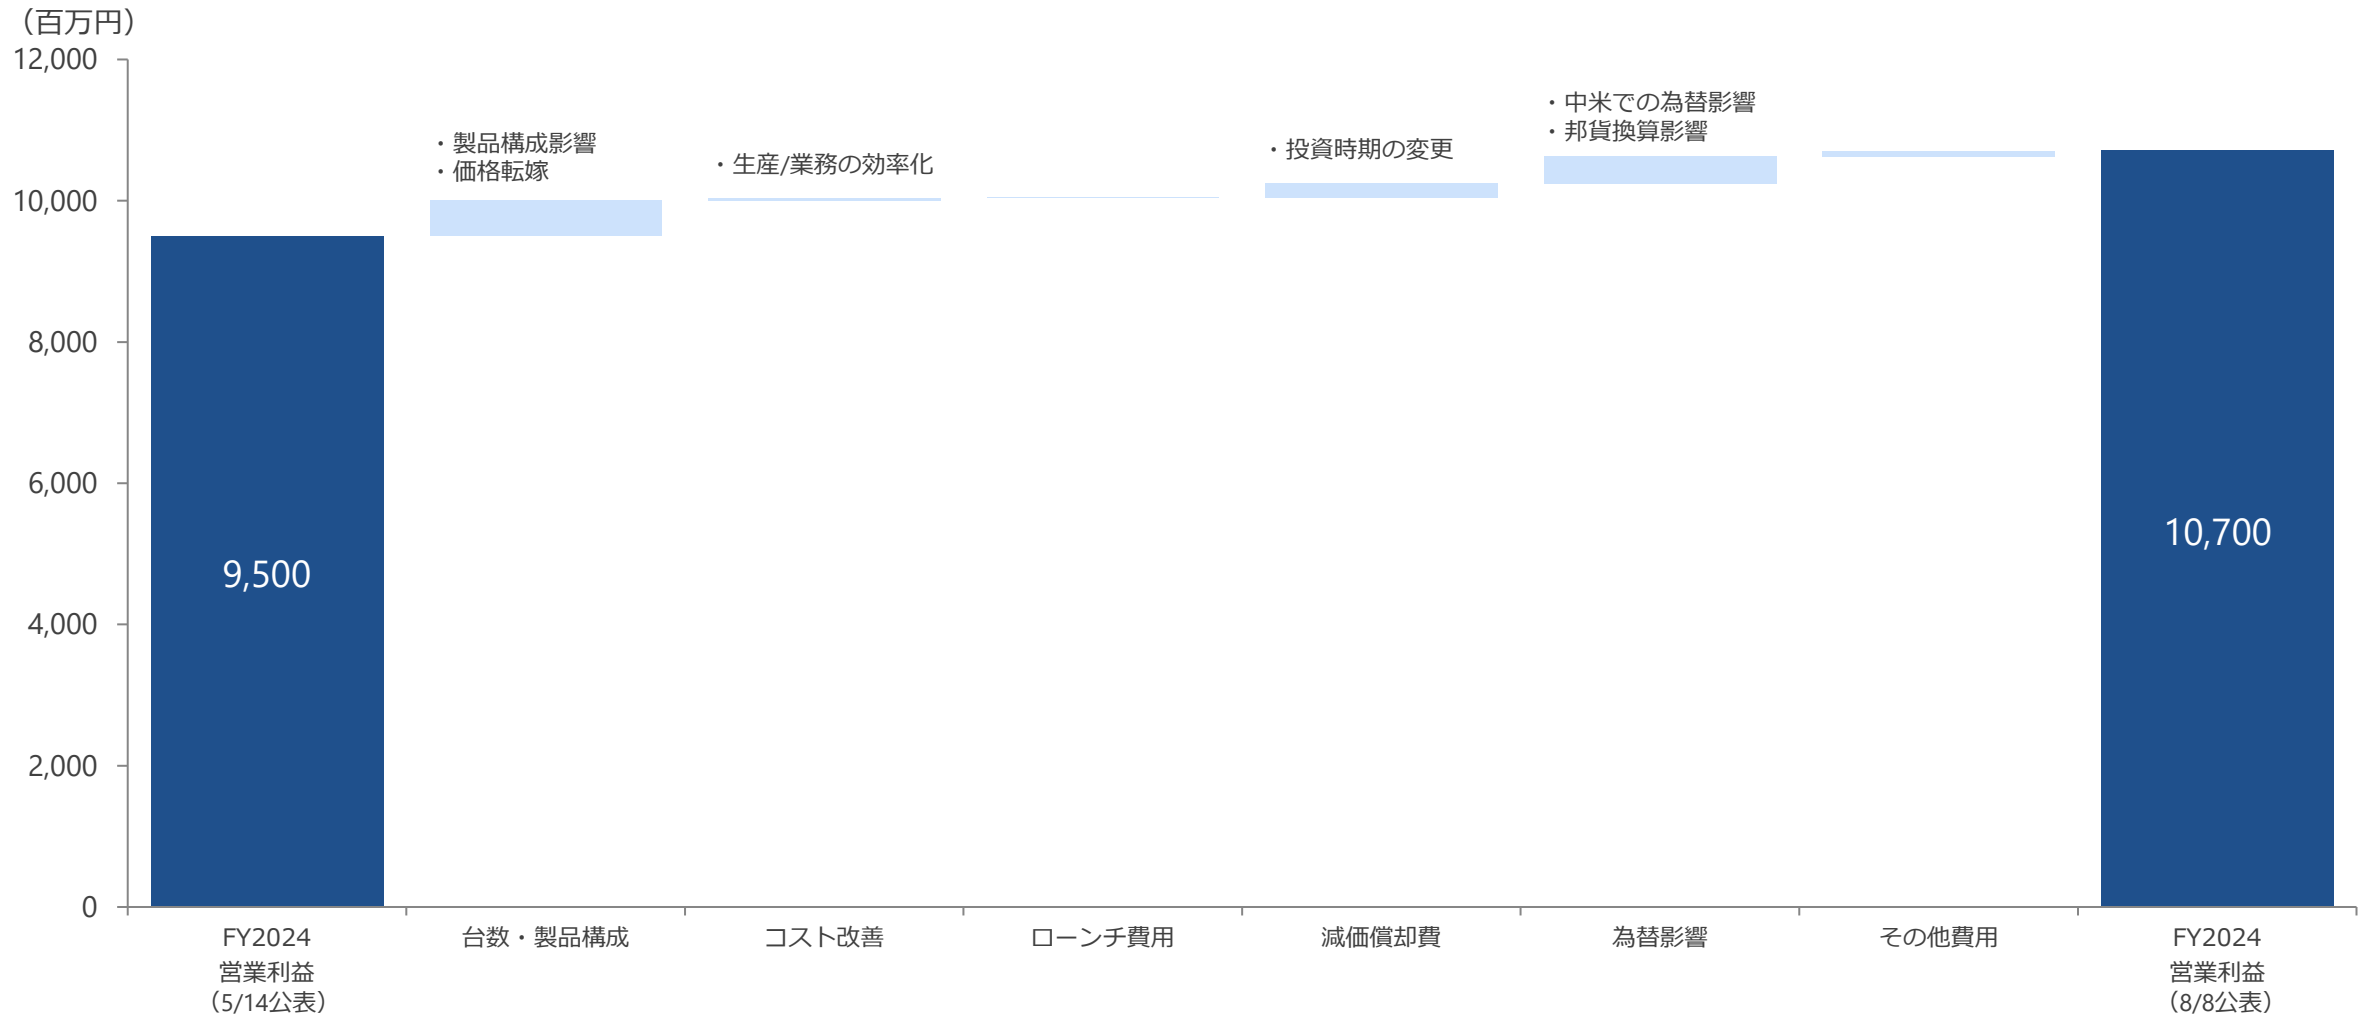 （百万円）
12,000
10,000
8,000
6,000
4,000
2,000
0
・製品構成影響
・価格転嫁
・生産/業務の効率化
・投資時期の変更
・中米での為替影響
・邦貨換算影響
9,500
10,700
FY2024
営業利益
（5/14公表）
台数・製品構成
コスト改善
ローンチ費用
減価償却費
為替影響
その他費用
FY2024
営業利益
（8/8公表）